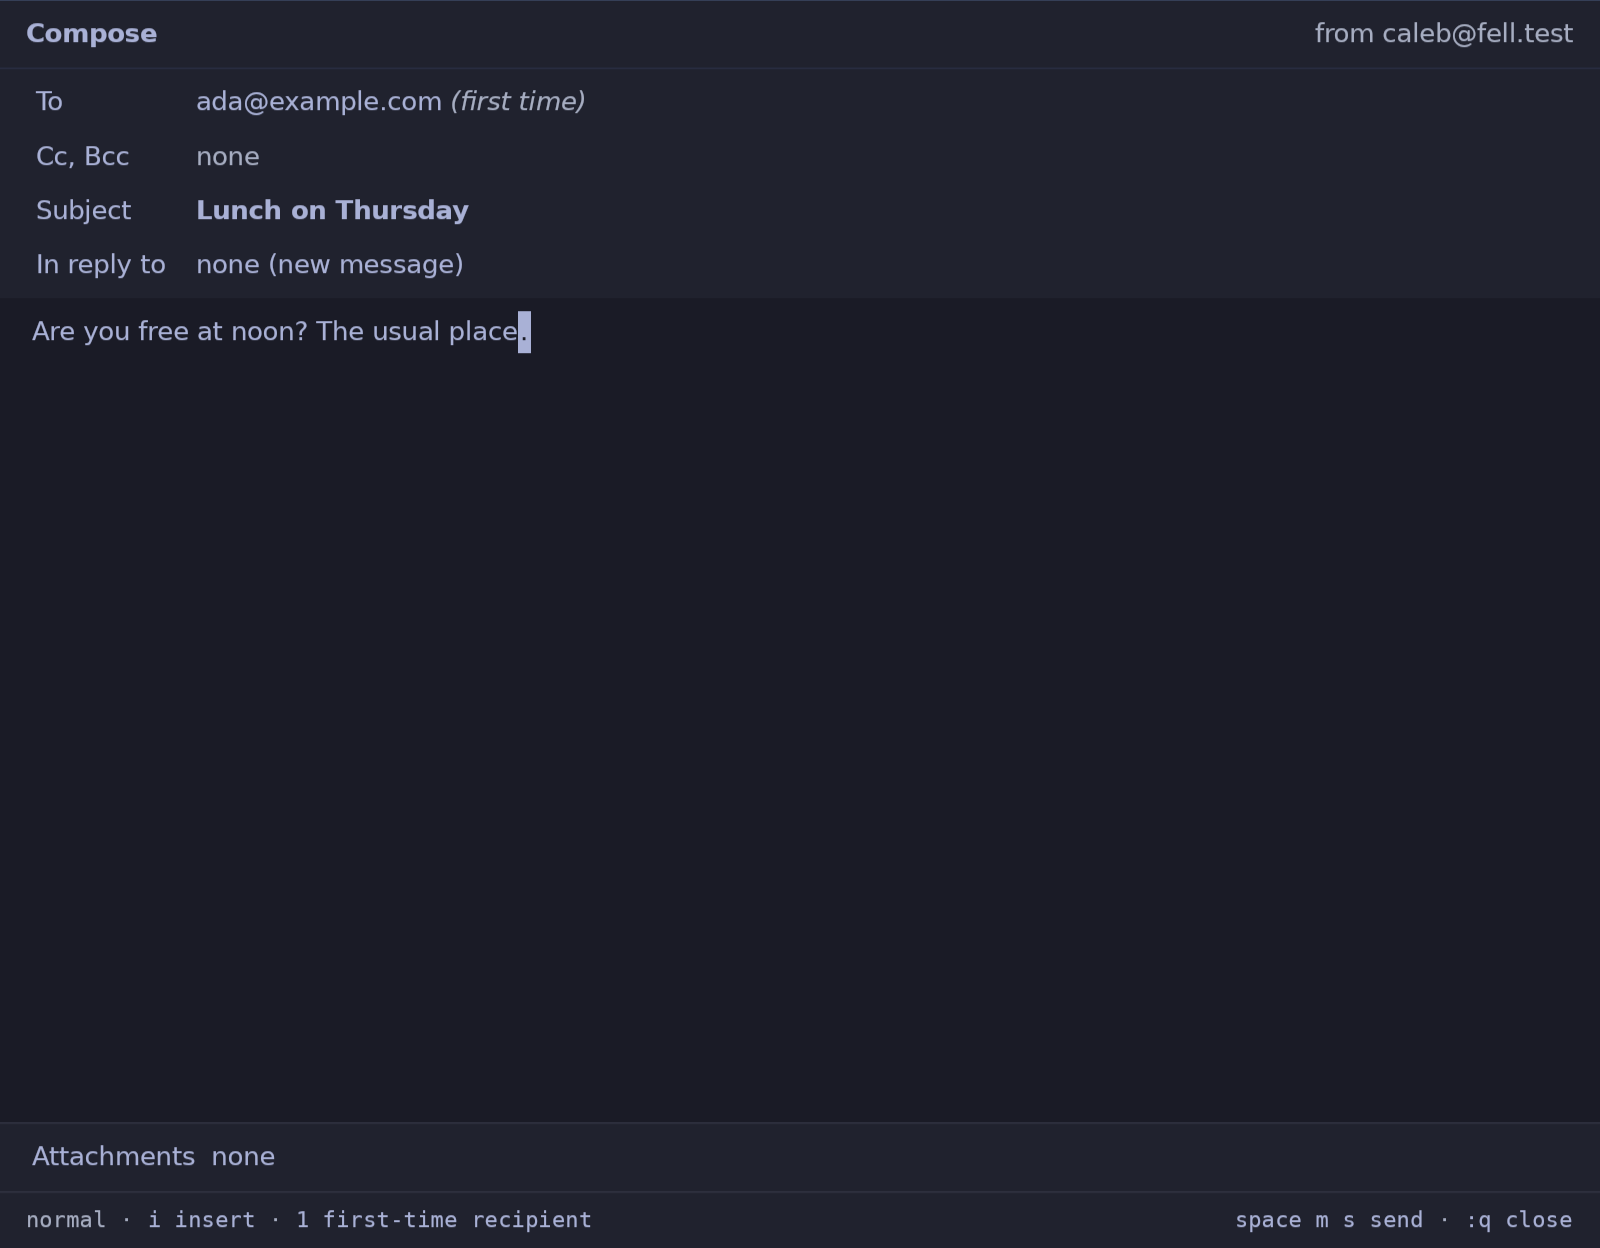 Compose from caleb@fell.test
To ada@example.com (first time)
Cc, Bcc none
Subject Lunch on Thursday
In reply to none (new message)
Are you free at noon? The usual place.
Attachments none
normal · i insert · 1 first-time recipient space m s send · :q close